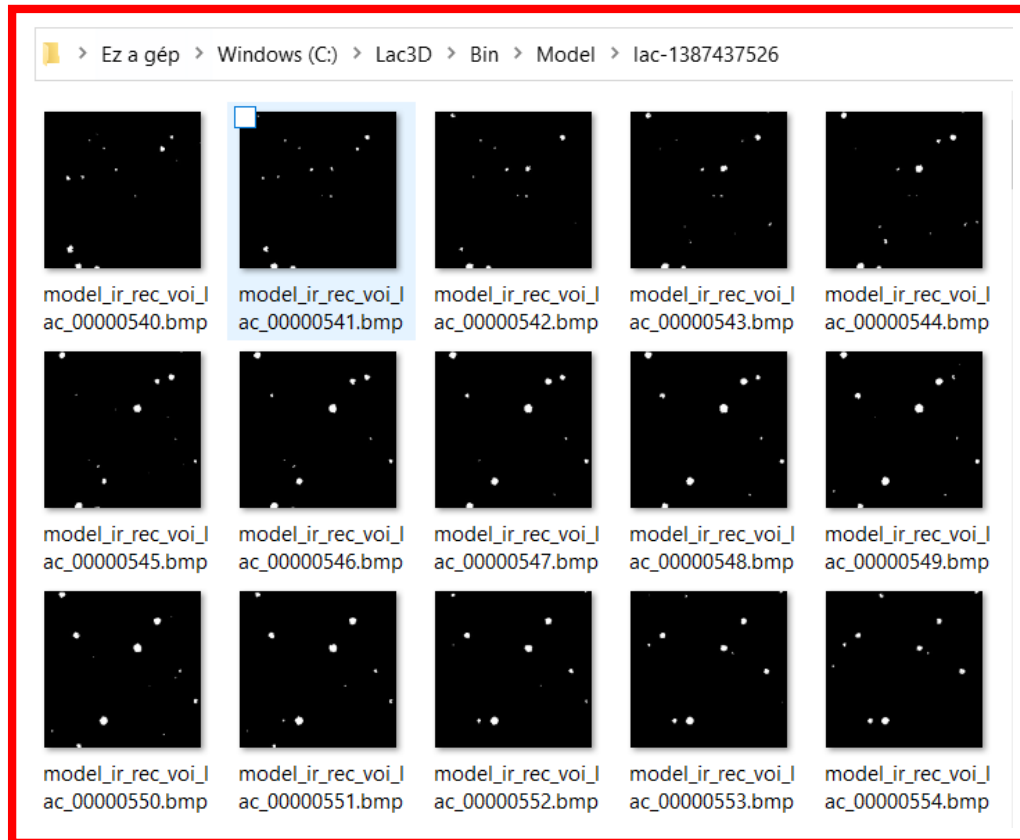 Ez a gép > Windows (C:) > Lac3D > Bin > Model > lac-1387437526
model_ir_rec_voi_l model_ir_rec_voi_l model_ir_rec_voi_l model_ir_rec_voi_l model_ir_rec_voi_l
ac_00000540.bmp ac_00000541.bmp ac_00000542.bmp ac_00000543.bmp ac_00000544.bmp
model_ir_rec_voi_l model_ir_rec_voi_l model_ir_rec_voi_l model_ir_rec_voi_l model_ir_rec_voi_l
ac_00000545.bmp ac_00000546.bmp ac_00000547.bmp ac_00000548.bmp ac_00000549.bmp
model_ir_rec_voi_l model_ir_rec_voi_l model_ir_rec_voi_l model_ir_rec_voi_l model_ir_rec_voi_l
ac_00000550.bmp ac_00000551.bmp ac_00000552.bmp ac_00000553.bmp ac_00000554.bmp